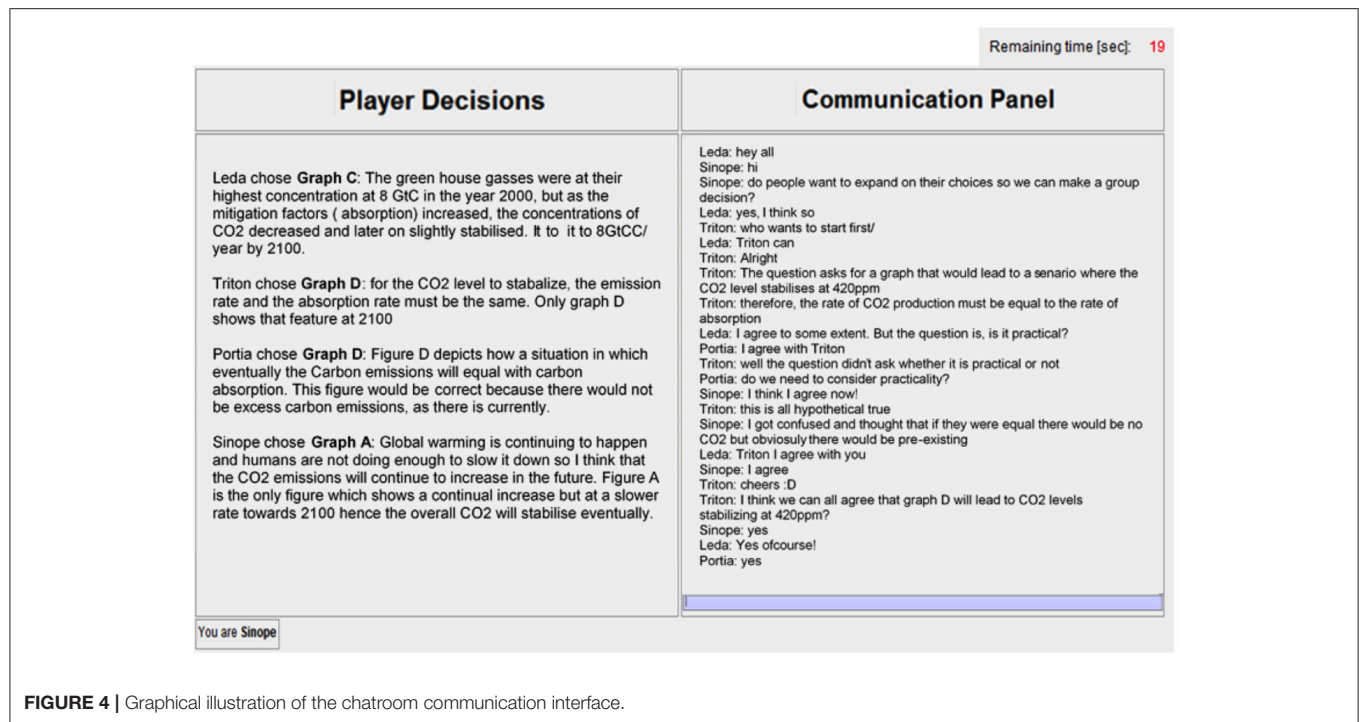 Remaining time [sec]: 19
Player Decisions
Communication Panel
Leda chose Graph C: The green house gasses were at their
highest concentration at 8 GtC in the year 2000, but as the
mitigation factors ( absorption) increased, the concentrations of
CO2 decreased and later on slightly stabilised. It to it to 8GtCC/
year by 2100.
Triton chose Graph D: for the CO2 level to stabalize, the emission
rate and the absorption rate must be the same. Only graph D
shows that feature at 2100
Portia chose Graph D: Figure D depicts how a situation in which
eventually the Carbon emissions will equal with carbon
absorption. This figure would be correct because there would not
be excess carbon emissions, as there is currently.
Sinope chose Graph A: Global warming is continuing to happen
and humans are not doing enough to slow it down so I think that
the CO2 emissions will continue to increase in the future. Figure A
is the only figure which shows a continual increase but at a slower
rate towards 2100 hence the overall CO2 will stabilise eventually.
Leda: hey all
Sinope: hi
Sinope: do people want to expand on their choices so we can make a group
decision?
Leda: yes, I think so
Triton: who wants to start first/
Leda: Triton can
Triton: Alright
Triton: The question asks for a graph that would lead to a senario where the
CO2 level stabilises at 420ppm
Triton: therefore, the rate of CO2 production must be equal to the rate of
absorption
Leda: I agree to some extent. But the question is, is it practical?
Portia: I agree with Triton
Triton: well the question didn't ask whether it is practical or not
Portia: do we need to consider practicality?
Sinope: I think I agree now!
Triton: this is all hypothetical true
Sinope: I got confused and thought that if they were equal there would be no
CO2 but obviosuly there would be pre-existing
Leda: Triton I agree with you
Sinope: I agree
Triton: cheers :D
Triton: I think we can all agree that graph D will lead to CO2 levels
stabilizing at 420ppm?
Sinope: yes
Leda: Yes ofcourse!
Portia: yes
You are Sinope
FIGURE 4 | Graphical illustration of the chatroom communication interface.